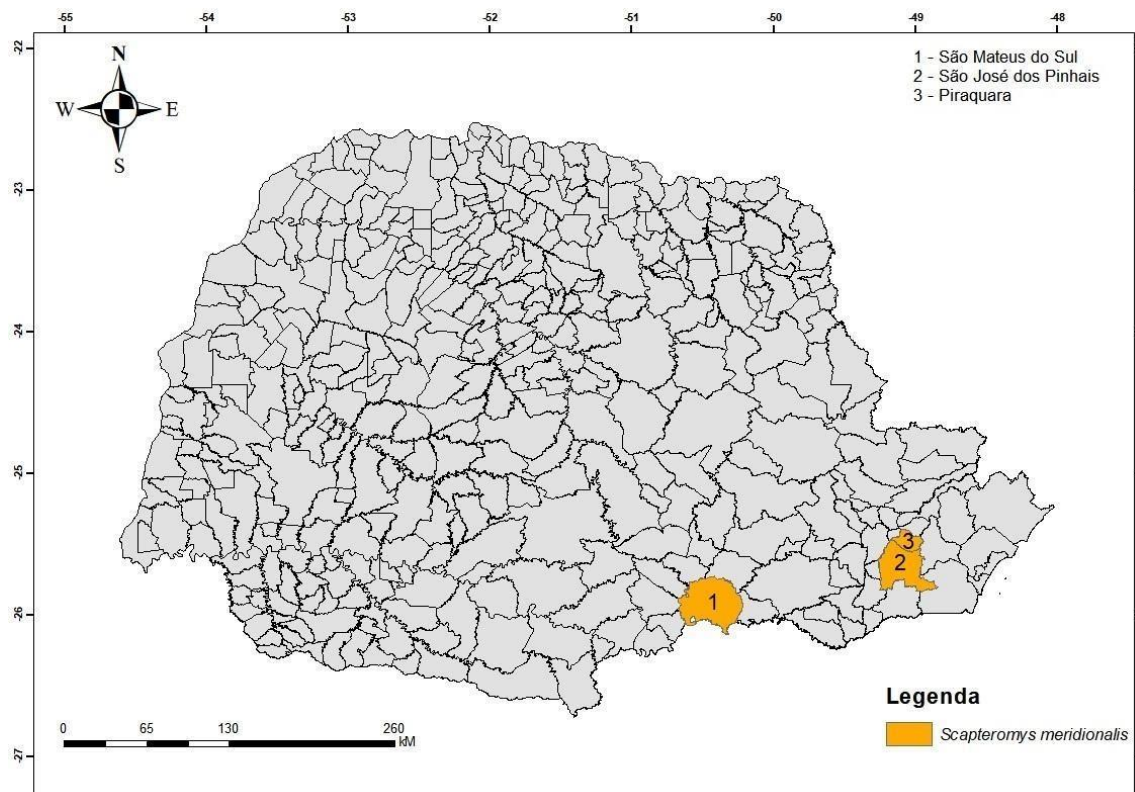 -55 -54 -53 -52 -51 -50 -49 -48
-22
-23
-24
-25
-26
-27
N
W E
S
1 - São Mateus do Sul
2 - São José dos Pinhais
3 - Piraquara
3
2
1
Legenda
Scapteromys meridionalis
0 65 130 260
kM